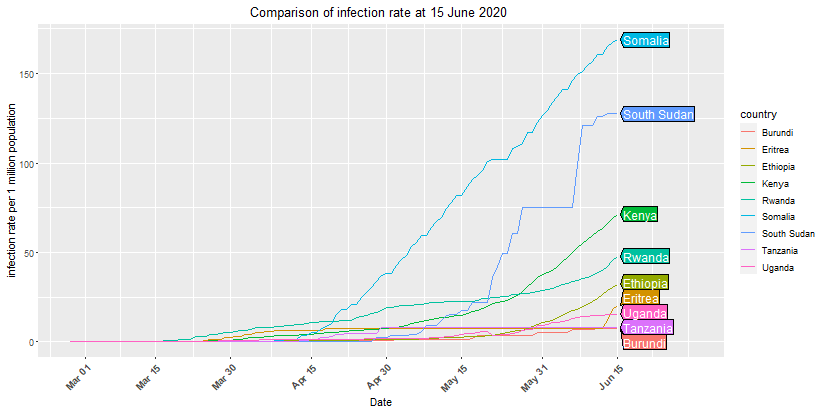 Comparison of infection rate at 15 June 2020
infection rate per 1 million population
150
100
50
0
Somalia
South Sudan
Kenya
Rwanda
Ethiopia
Eritrea
Uganda
Tanzania
Burundi
Mar 01
Mar 15
Mar 30
Apr 15
Apr 30
May 15
May 31
Jun 15
Date
country
Burundi
Eritrea
Ethiopia
Kenya
Rwanda
Somalia
South Sudan
Tanzania
Uganda